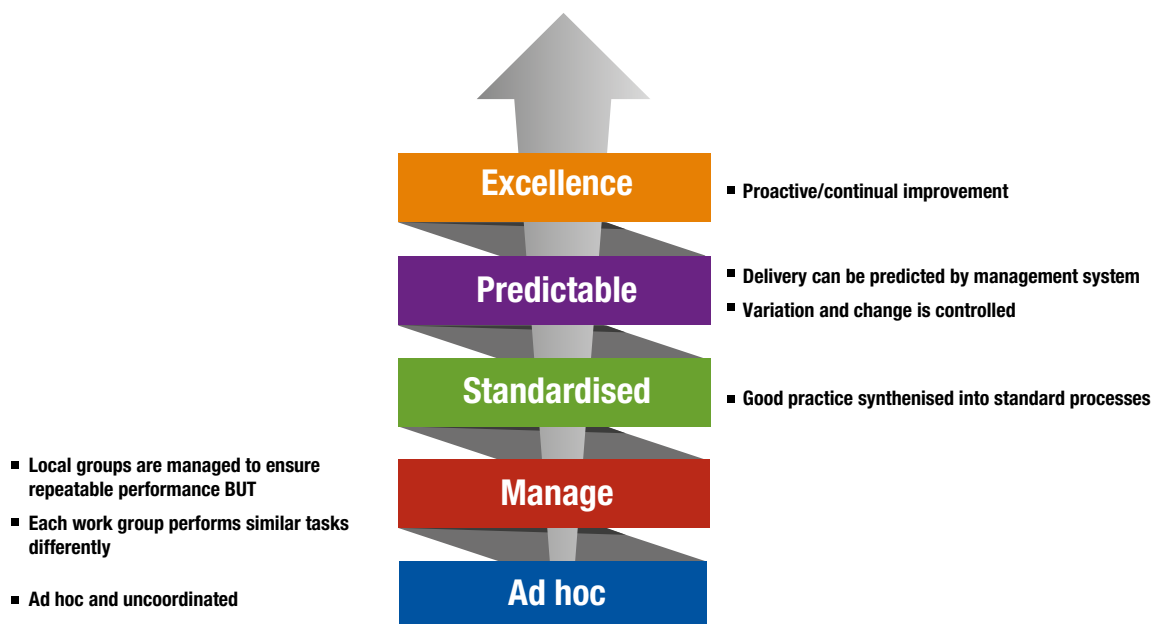 Excellence
▪ Proactive/continual improvement
Predictable
▪ Delivery can be predicted by management system
▪ Variation and change is controlled
Standardised
▪ Good practice synthenised into standard processes
▪ Local groups are managed to ensure
repeatable performance BUT
▪ Each work group performs similar tasks
differently
Manage
▪ Ad hoc and uncoordinated
Ad hoc